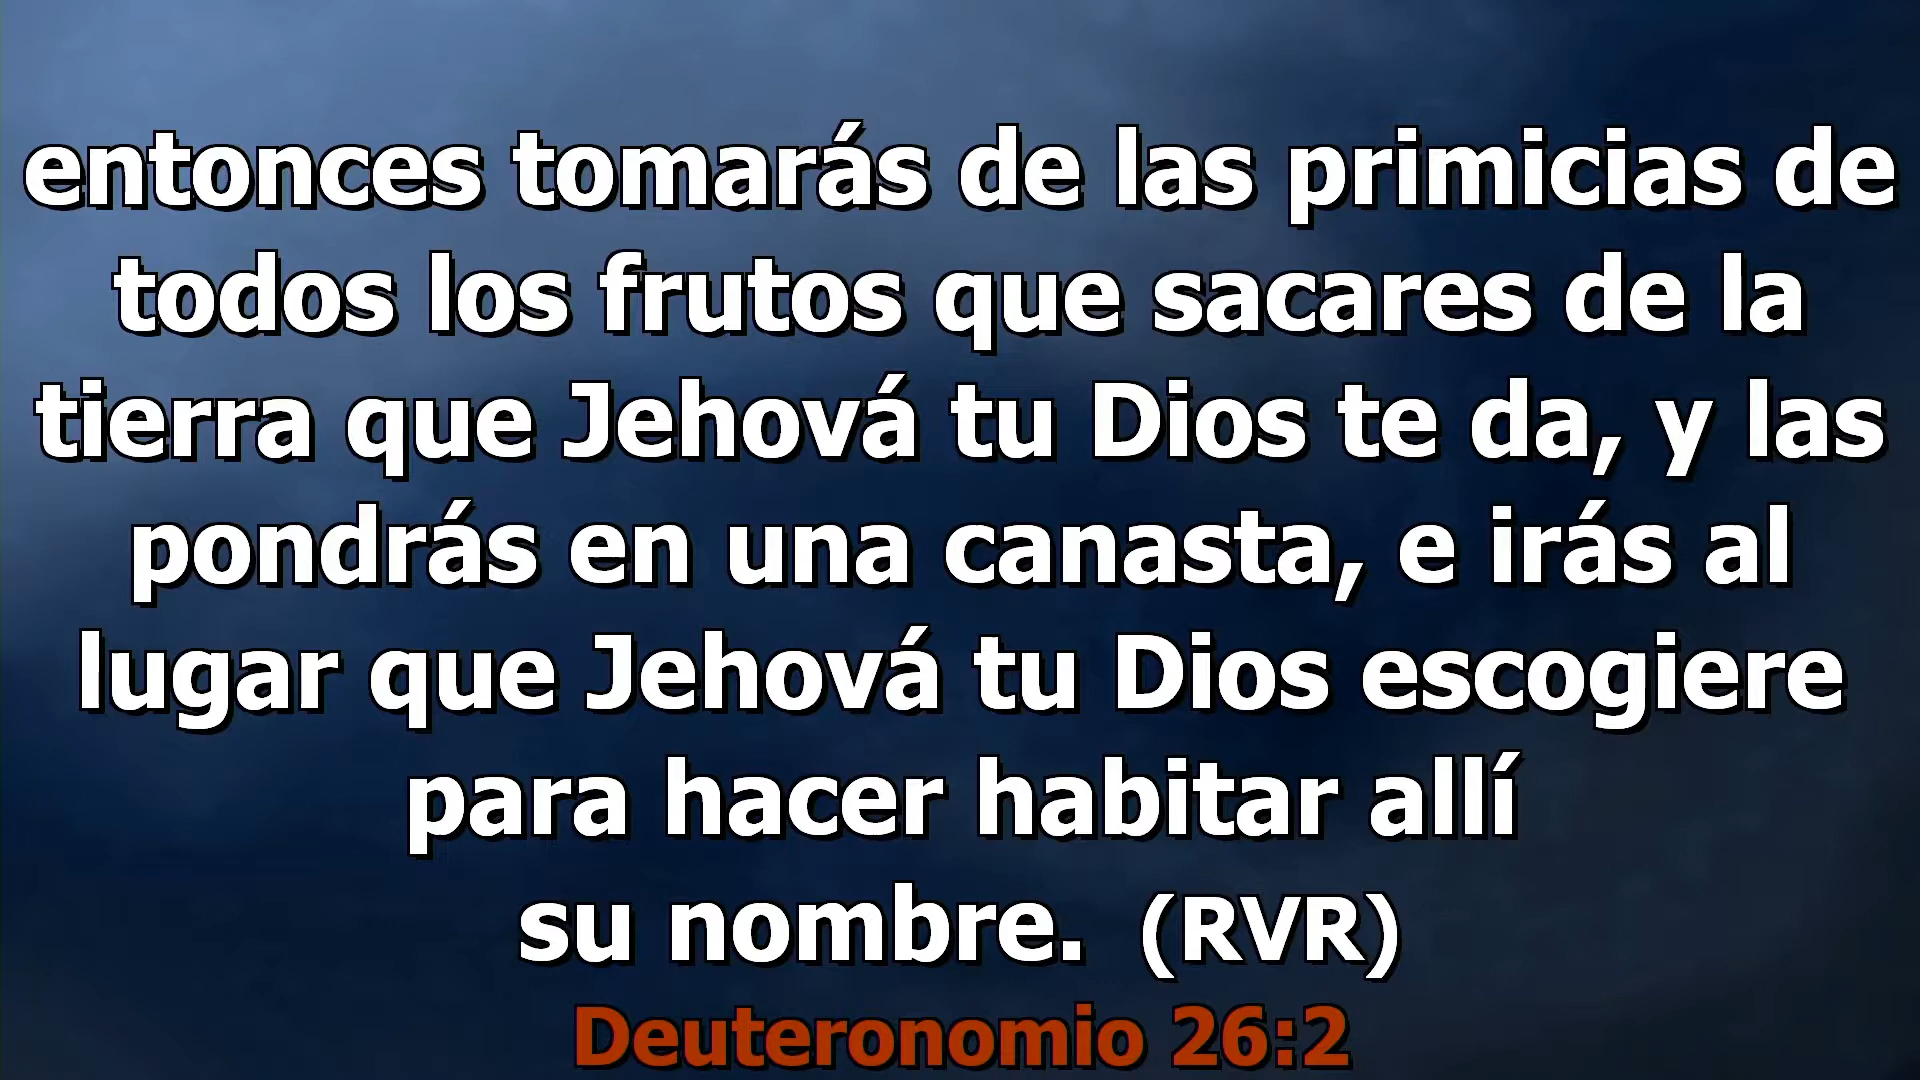 entonces tomarás de las primicias de
todos los frutos que sacares de la
tierra que Jehová tu Dios te da, y las
pondrás en una canasta, e irás al
lugar que Jehová tu Dios escogiere
para hacer habitar allí
su nombre. (RVR)
Deuteronomio 26:2